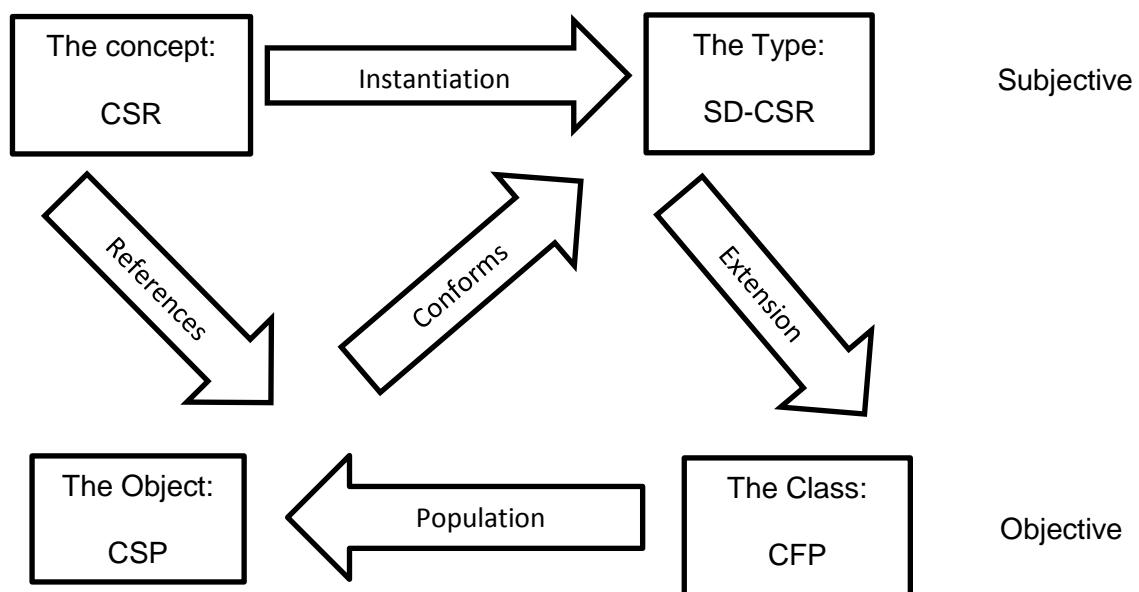 The concept:
CSR
Instantiation
The Type:
SD-CSR
Subjective
References
Conforms
Extension
The Object:
CSP
Population
The Class:
CFP
Objective